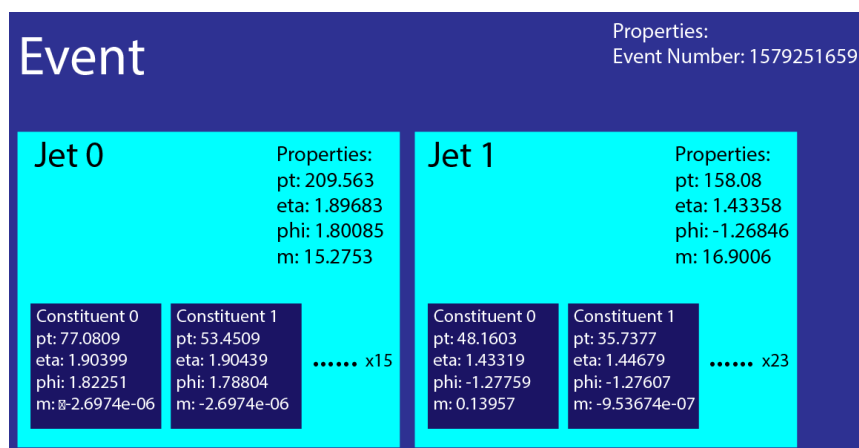 Event
Properties:
Event Number: 1579251659
Jet 0
Properties:
pt: 209.563
eta: 1.89683
phi: 1.80085
m: 15.2753
Constituent 0
pt: 77.0809
eta: 1.90399
phi: 1.82251
m: -2.6974e-06
Constituent 1
pt: 53.4509
eta: 1.90439
phi: 1.78804
m: -2.6974e-06
...... x15
Jet 1
Properties:
pt: 158.08
eta: 1.43358
phi: -1.26846
m: 16.9006
Constituent 0
pt: 48.1603
eta: 1.43319
phi: -1.27759
m: 0.13957
Constituent 1
pt: 35.7377
eta: 1.44679
phi: -1.27607
m: -9.53674e-07
...... x23